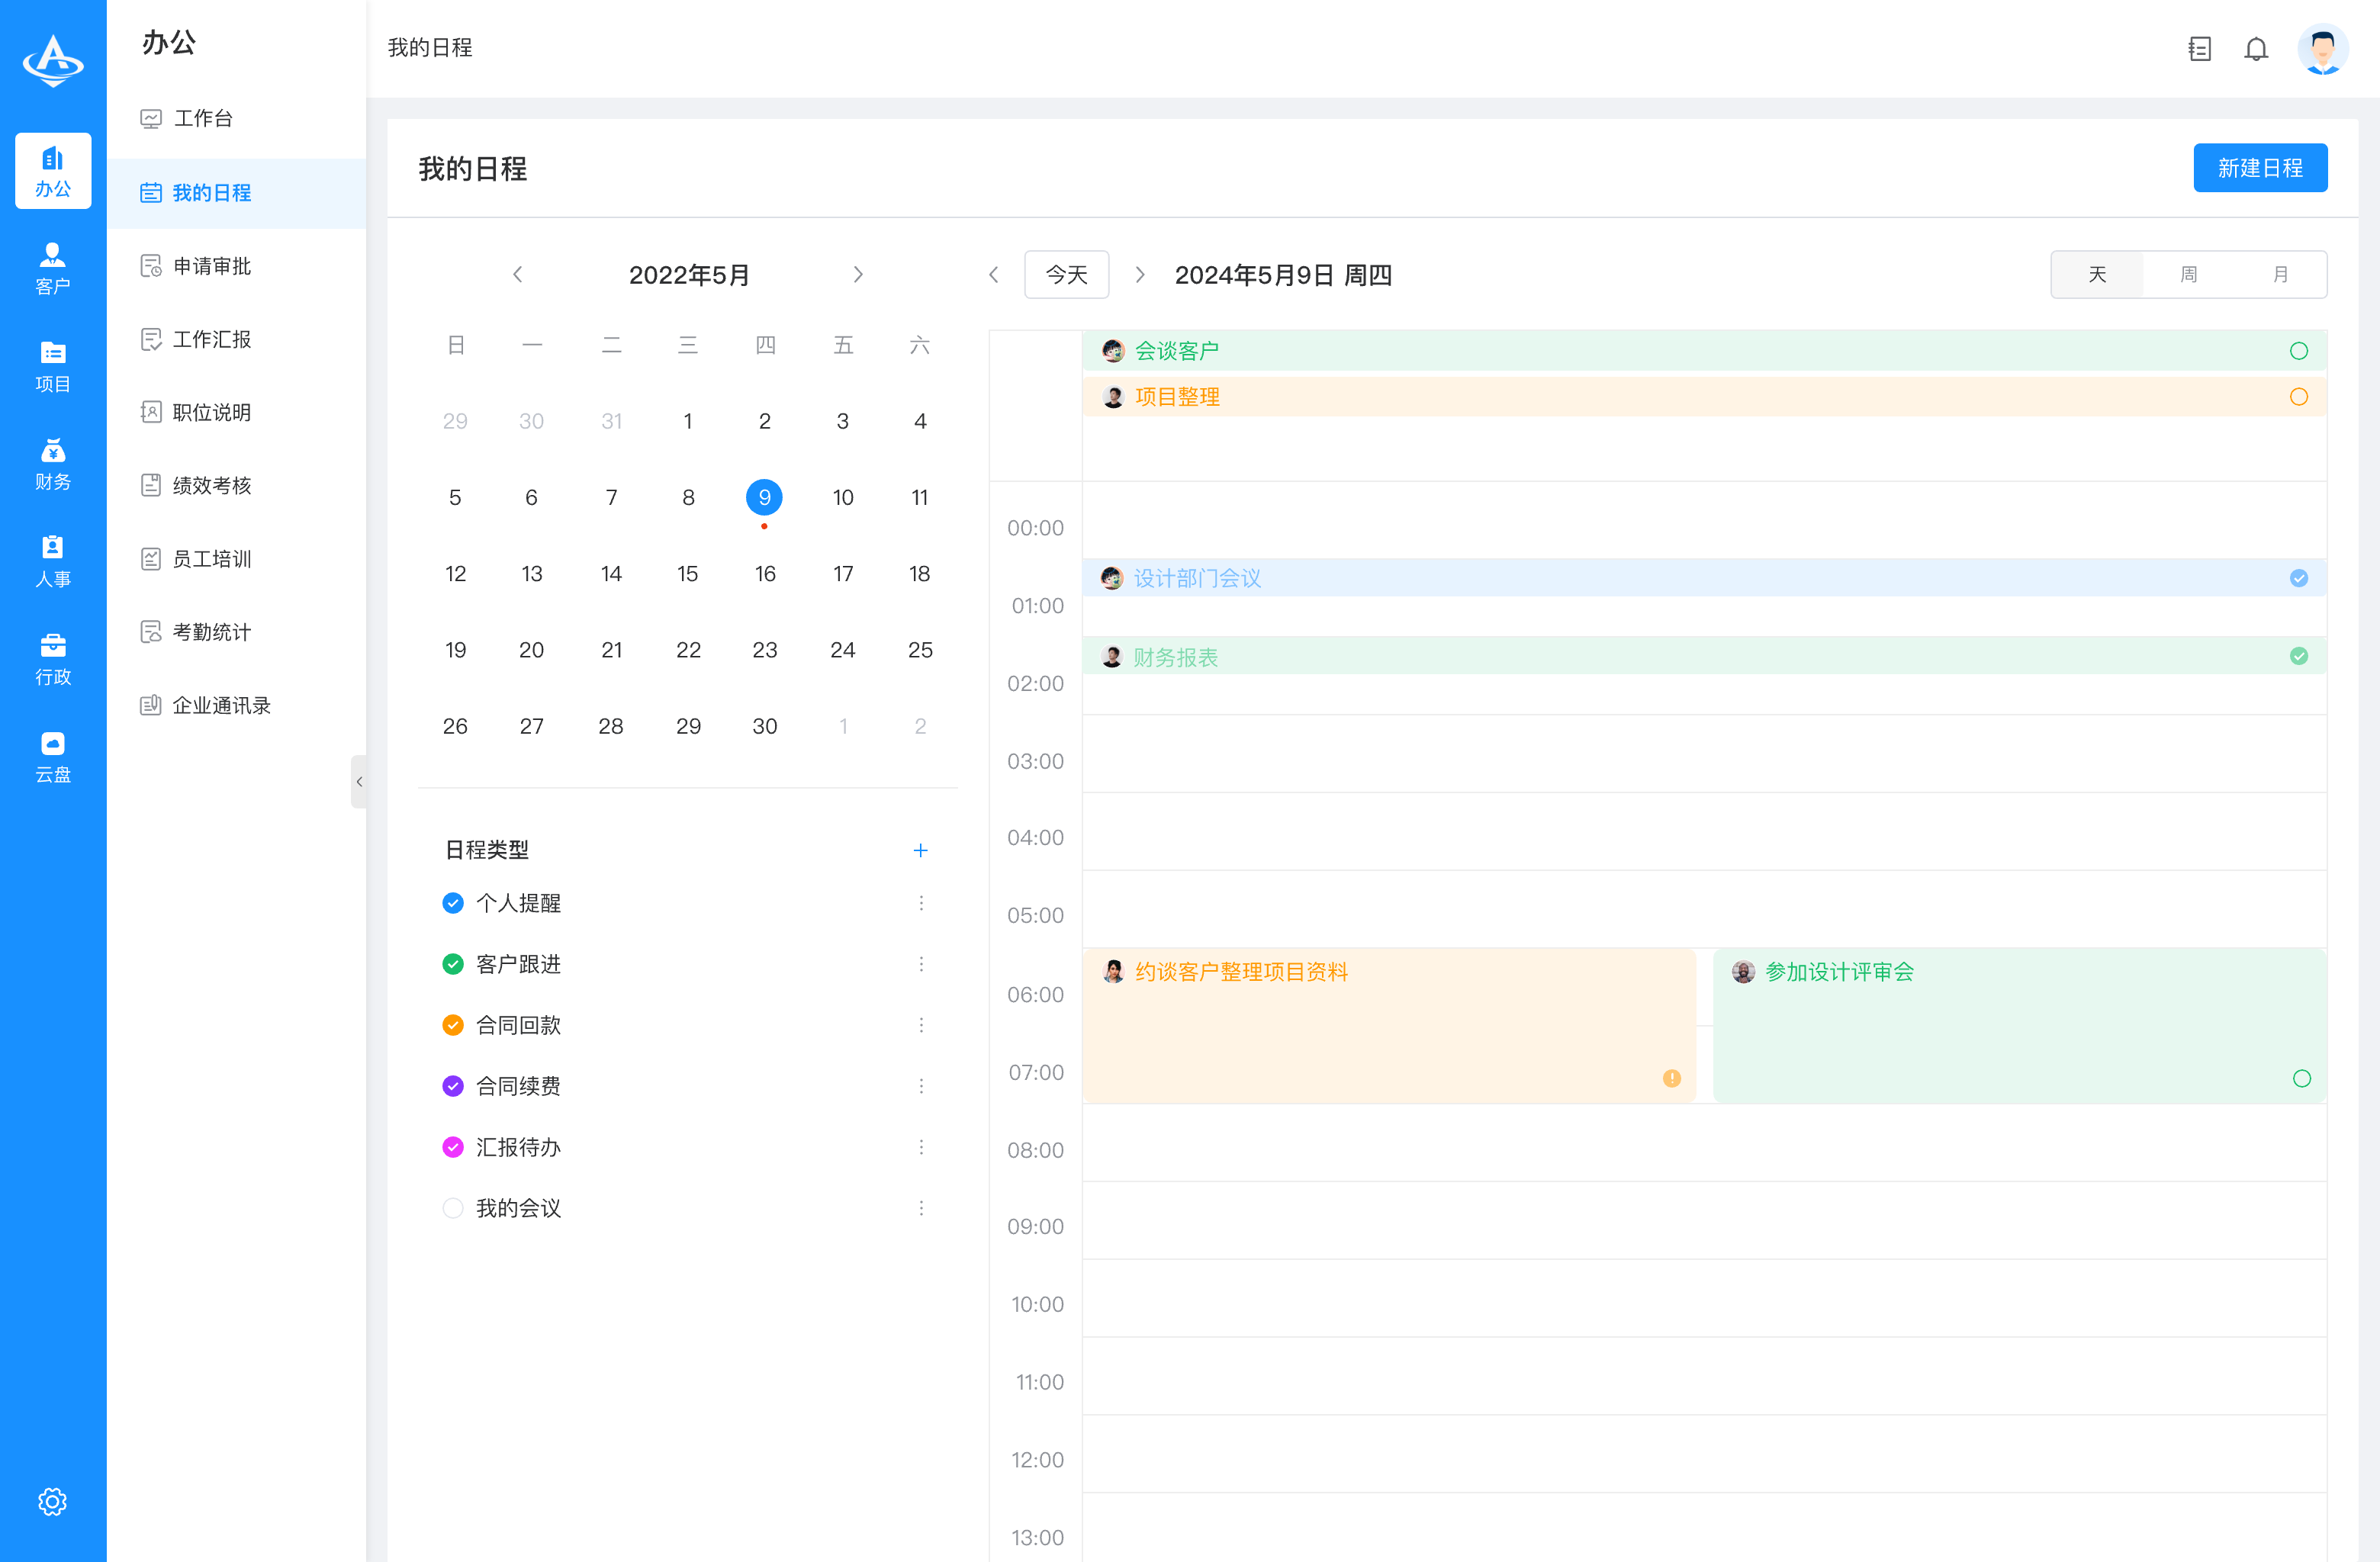 办公
客户
项目
财务
人事
行政
云盘
办公
工作台
我的日程
申请审批
工作汇报
职位说明
绩效考核
员工培训
考勤统计
企业通讯录
我的日程
我的日程
新建日程
2022年5月
日 一 二 三 四 五 六
29 30 31 1 2 3 4
5 6 7 8 9 10 11
12 13 14 15 16 17 18
19 20 21 22 23 24 25
26 27 28 29 30 1 2
日程类型
个人提醒
客户跟进
合同回款
合同续费
汇报待办
我的会议
今天 2024年5月9日 周四
天 周 月
会谈客户
项目整理
00:00
设计部门会议
01:00
财务报表
02:00
03:00
04:00
05:00
约谈客户整理项目资料 参加设计评审会
06:00
07:00
08:00
09:00
10:00
11:00
12:00
13:00